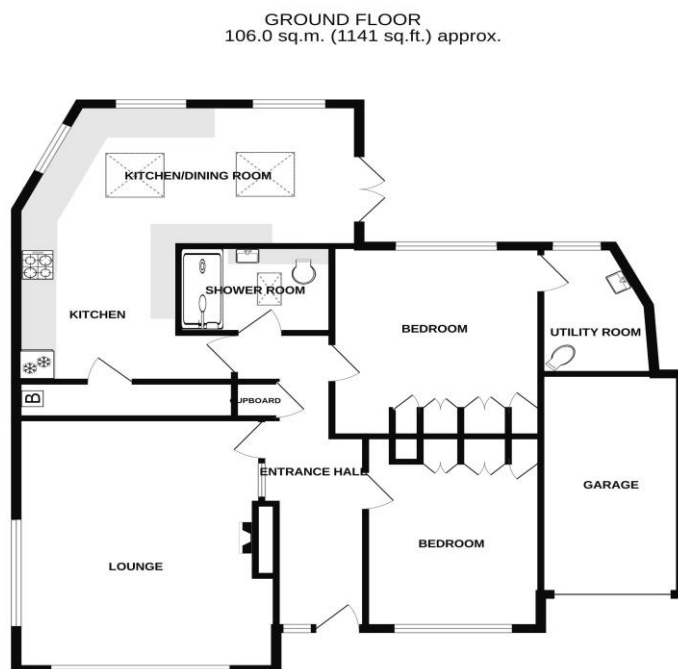 GROUND FLOOR
106.0 sq.m. (1141 sq.ft.) approx.
KITCHEN/DINING ROOM
SHOWER ROOM
KITCHEN
BEDROOM
UTILITY ROOM
B
CUPBOARD
ENTRANCE HALL
GARAGE
BEDROOM
LOUNGE